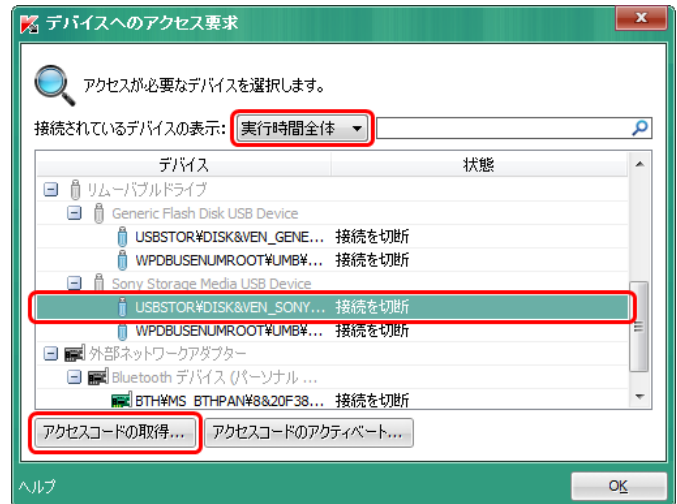 デバイスへのアクセス要求
アクセスが必要なデバイスを選択します。
接続されているデバイスの表示: 実行時間全体
デバイス 状態
リムーバブルドライブ
Generic Flash Disk USB Device
USBSTOR¥DISK&VEN_GENE... 接続を切断
WPDBUSENUMROOT¥UMB¥... 接続を切断
Sony Storage Media USB Device
USBSTOR¥DISK&VEN_SONY... 接続を切断
WPDBUSENUMROOT¥UMB¥... 接続を切断
外部ネットワークアダプター
Bluetooth デバイス (パーソナル ...
BTH¥MS_BTHPAN¥8&20F38... 接続を切断
アクセスコードの取得... アクセスコードのアクティベート...
ヘルプ OK